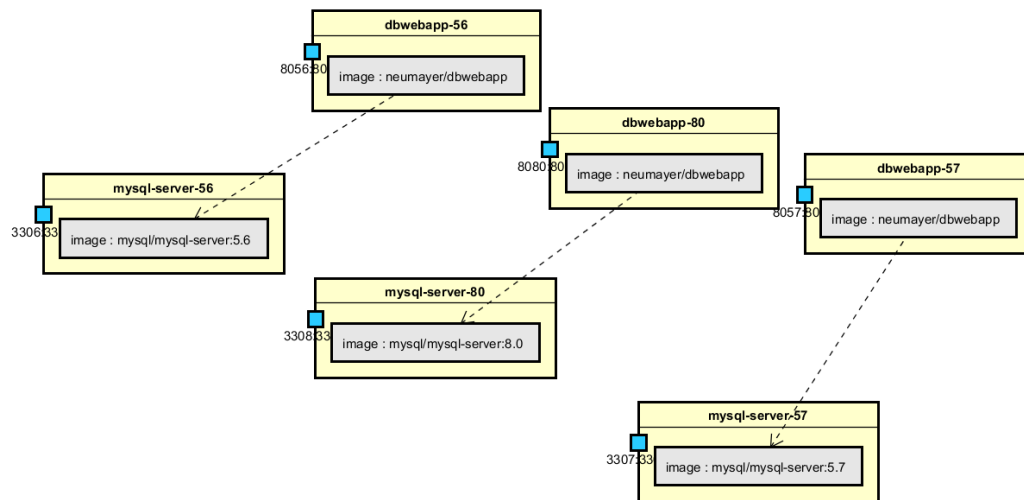 dbwebapp-56
8056:80
image : neumayer/dbwebapp
dbwebapp-80
8080:80
image : neumayer/dbwebapp
dbwebapp-57
8057:80
image : neumayer/dbwebapp
mysql-server-56
3306:33
image : mysql/mysql-server:5.6
mysql-server-80
3308:33
image : mysql/mysql-server:8.0
mysql-server-57
3307:33
image : mysql/mysql-server:5.7